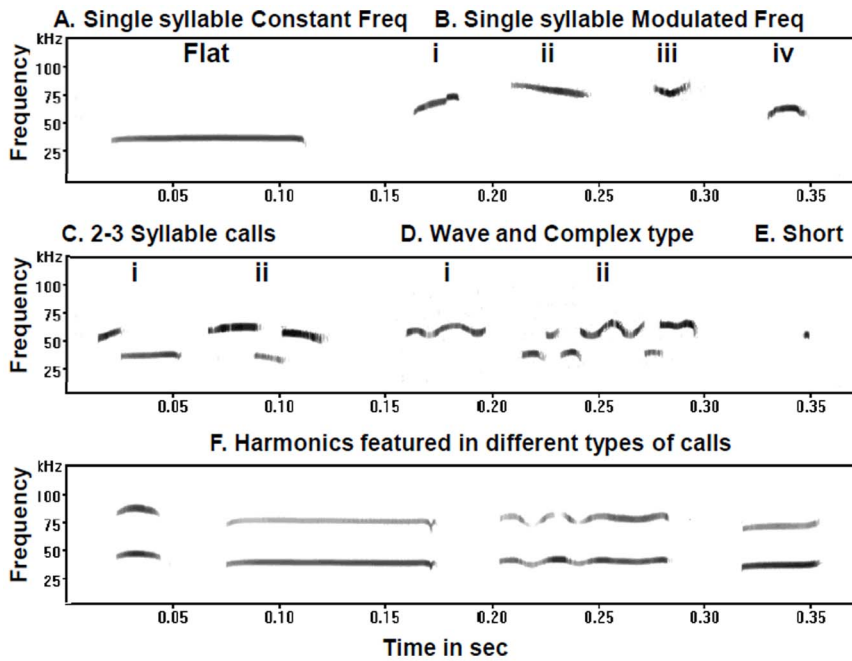 A. Single syllable Constant Freq B. Single syllable Modulated Freq
kHz
Flat i ii iii iv
100
75
50
25
Frequency
0.05 0.10 0.15 0.20 0.25 0.30 0.35
C. 2-3 Syllable calls D. Wave and Complex type E. Short
kHz
i ii i ii
100
75
50
25
Frequency
0.05 0.10 0.15 0.20 0.25 0.30 0.35
F. Harmonics featured in different types of calls
kHz
100
75
50
25
Frequency
0.05 0.10 0.15 0.20 0.25 0.30 0.35
Time in sec